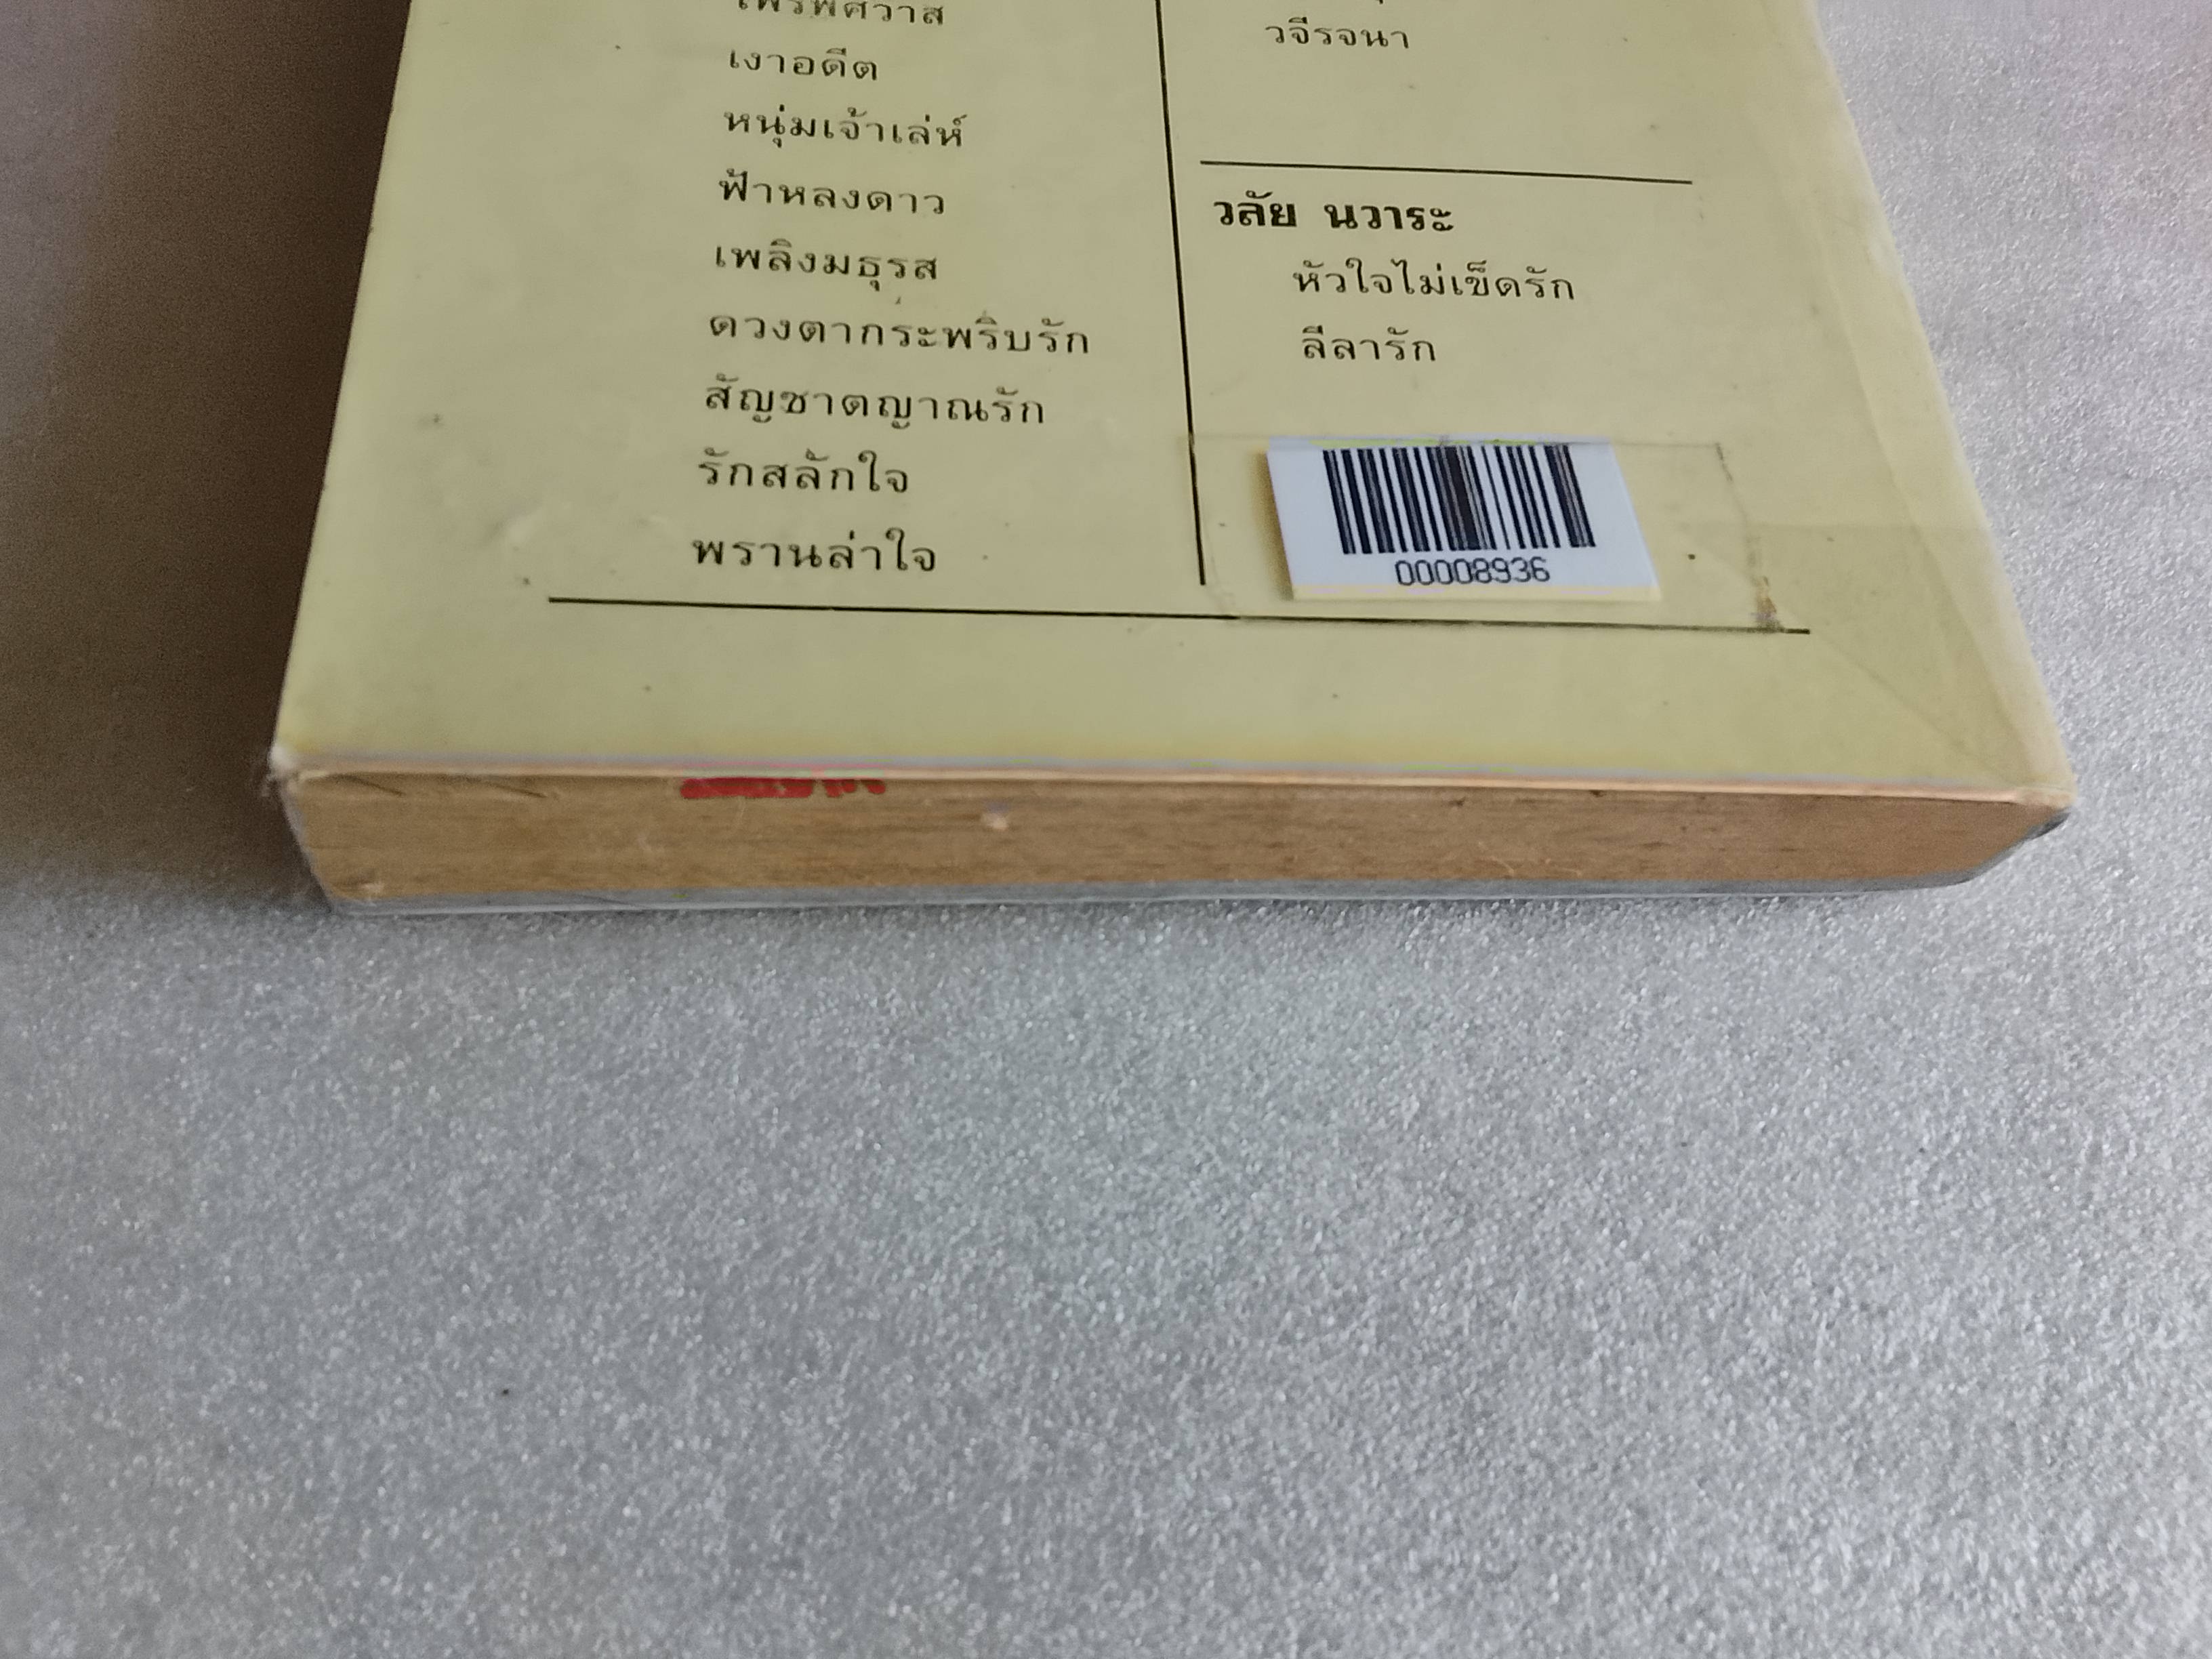 เงาอดีต
หนุ่มเจ้าเล่ห์
ฟ้าหลงดาว
เพลิงมธุรส
ดวงตากระพริบรัก
สัญชาตญาณรัก
รักสลักใจ
พรานล่าใจ
วจีรจนา
วลัย นวาระ
หัวใจไม่เข็ดรัก
ลีลารัก
00008936